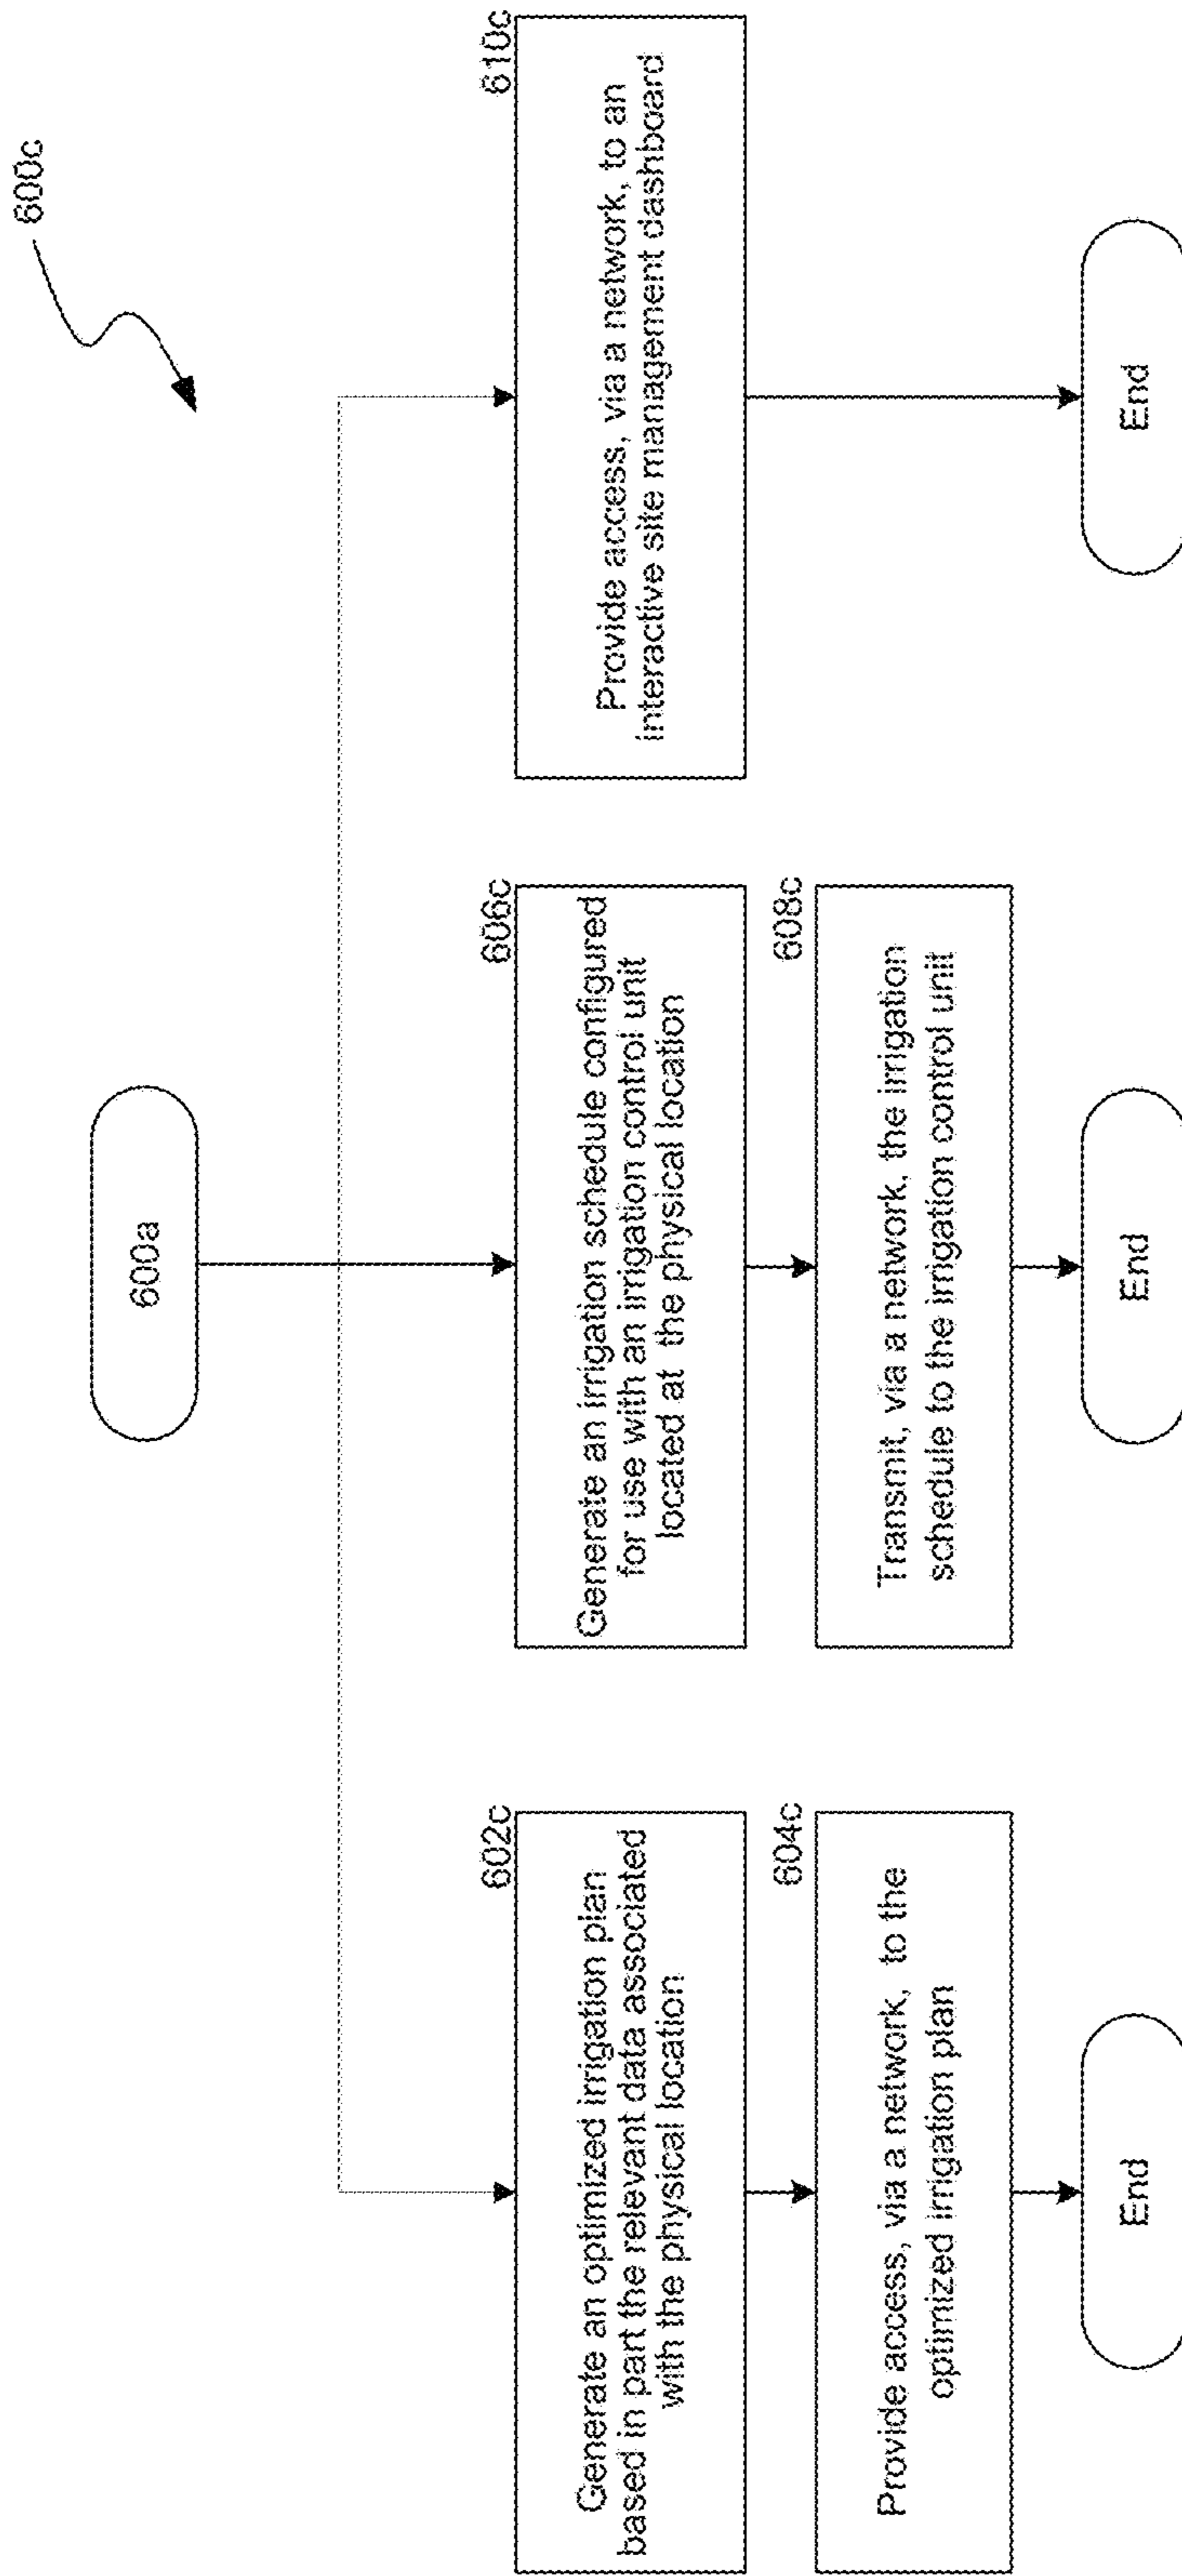 600c
600a
602c
Generate an optimized irrigation plan
based in part the relevant data associated
with the physical location
604c
Provide access, via a network, to the
optimized irrigation plan
End
606c
Generate an irrigation schedule configured
for use with an irrigation control unit
located at the physical location
608c
Transmit, via a network, the irrigation
schedule to the irrigation control unit
End
610c
Provide access, via a network, to an
interactive site management dashboard
End